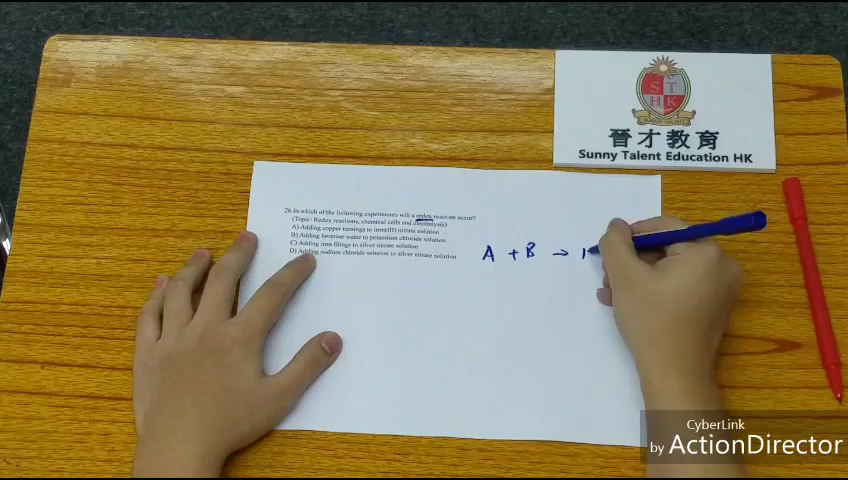 S T
H K
SUNNY TALENT
晉才教育
Sunny Talent Education HK
26.In which of the following experiments will a redox reaction occur?
(Topic: Redox reactions, chemical cells and electrolysis)
A) Adding copper turnings to iron(II) nitrate solution
B) Adding bromine water to potassium chloride solution
C) Adding iron filings to silver nitrate solution
D) Adding sodium chloride solution to silver nitrate solution
A + B →
CyberLink
by ActionDirector